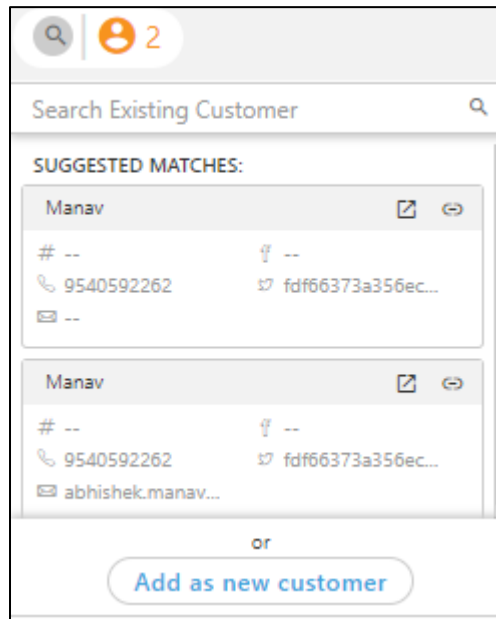 2
Search Existing Customer
SUGGESTED MATCHES:
Manav
# -- --
9540592262 fdf66373a356ec...
--
Manav
# -- --
9540592262 fdf66373a356ec...
abhishek.manav...
or
Add as new customer